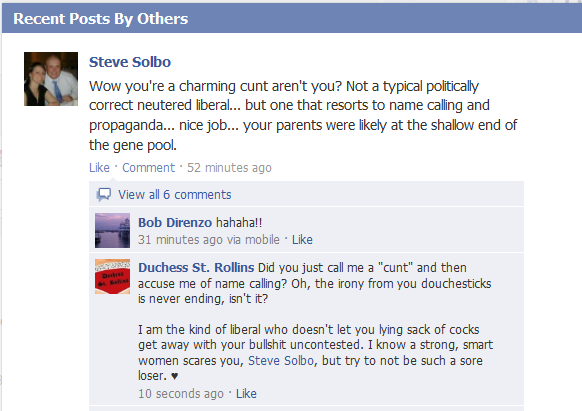 Recent Posts By Others
Steve Solbo
Wow you're a charming cunt aren't you? Not a typical politically
correct neutered liberal... but one that resorts to name calling and
propaganda... nice job... your parents were likely at the shallow end of
the gene pool.
Like · Comment · 52 minutes ago
View all 6 comments
Bob Direnzo hahaha!!
31 minutes ago via mobile · Like
Duchess
St. Rollins
Duchess St. Rollins Did you just call me a "cunt" and then
accuse me of name calling? Oh, the irony from you douchesticks
is never ending, isn't it?
I am the kind of liberal who doesn't let you lying sack of cocks
get away with your bullshit uncontested. I know a strong, smart
women scares you, Steve Solbo, but try to not be such a sore
loser. ♥
10 seconds ago · Like